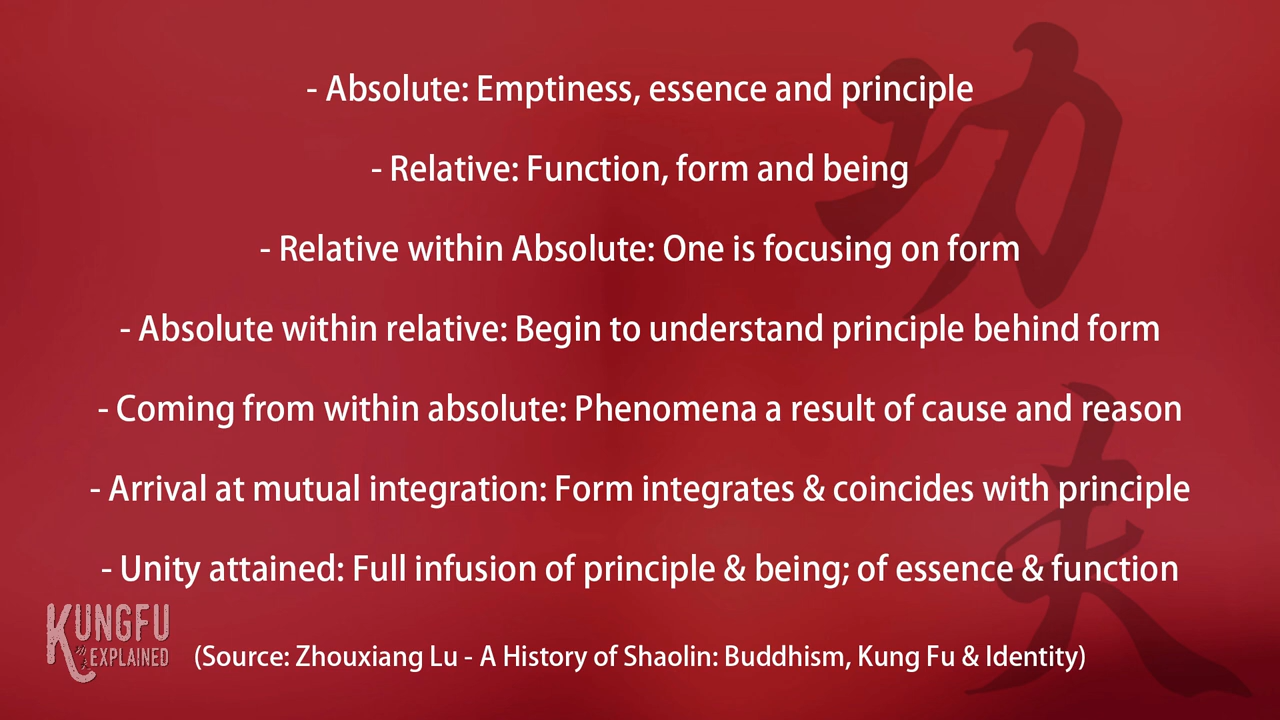 - Absolute: Emptiness, essence and principle
- Relative: Function, form and being
- Relative within Absolute: One is focusing on form
- Absolute within relative: Begin to understand principle behind form
- Coming from within absolute: Phenomena a result of cause and reason
- Arrival at mutual integration: Form integrates & coincides with principle
- Unity attained: Full infusion of principle & being; of essence & function
(Source: Zhouxiang Lu - A History of Shaolin: Buddhism, Kung Fu & Identity)
KUNGFU
功夫
EXPLAINED
功
夫